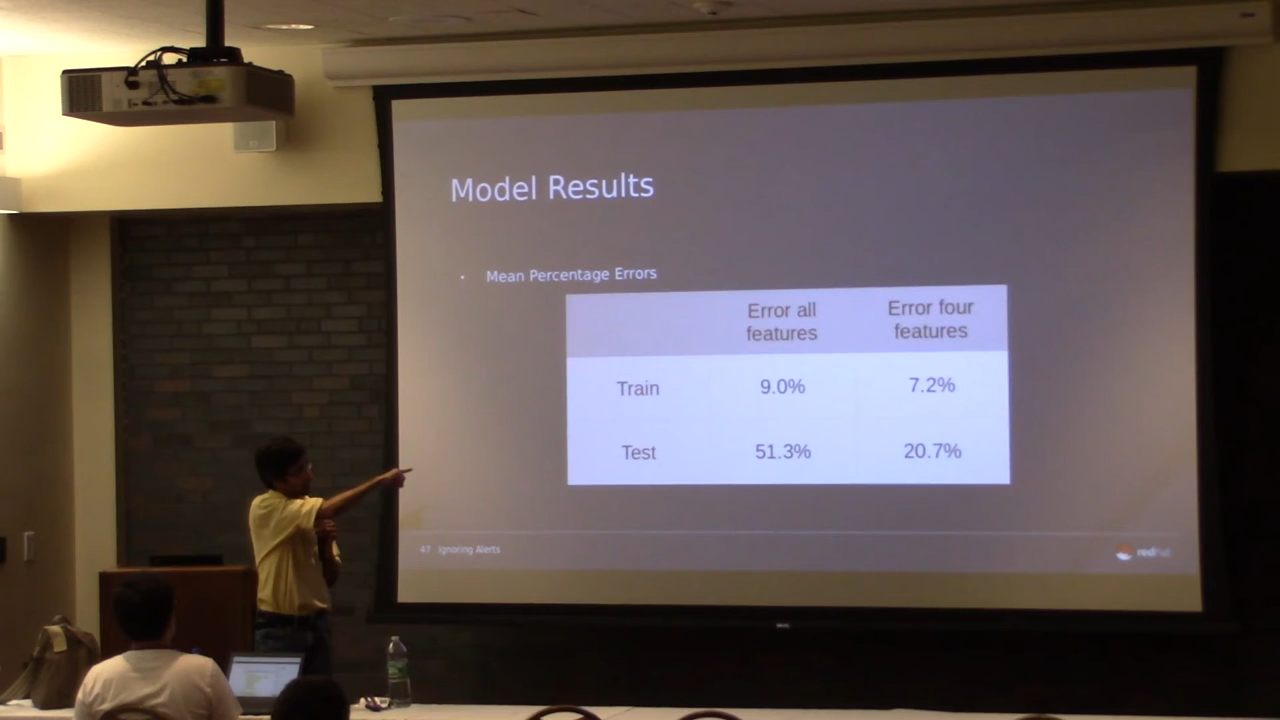 Model Results
• Mean Percentage Errors
Error all features
Error four features
Train 9.0% 7.2%
Test 51.3% 20.7%
47 Ignoring Alerts
redhat